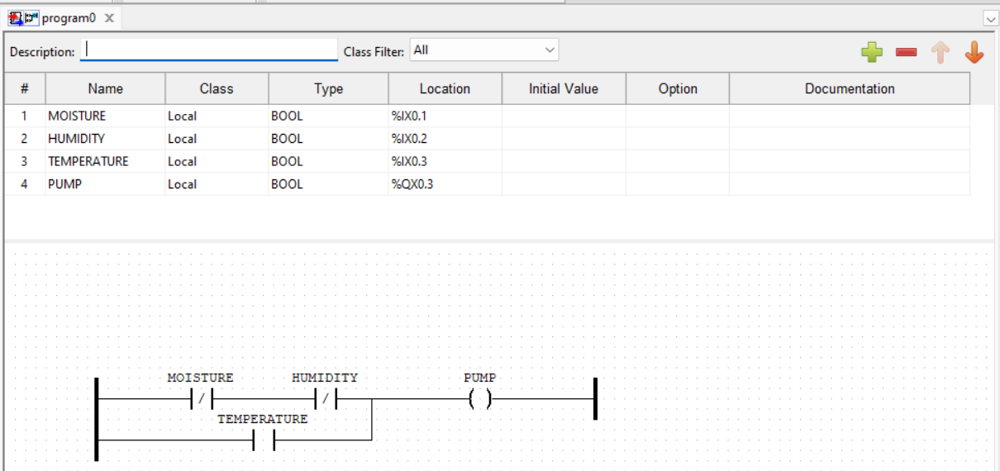 program0
Description: Class Filter: All
# Name Class Type Location Initial Value Option Documentation
1 MOISTURE Local BOOL %IX0.1
2 HUMIDITY Local BOOL %IX0.2
3 TEMPERATURE Local BOOL %IX0.3
4 PUMP Local BOOL %QX0.3
MOISTURE HUMIDITY PUMP
TEMPERATURE